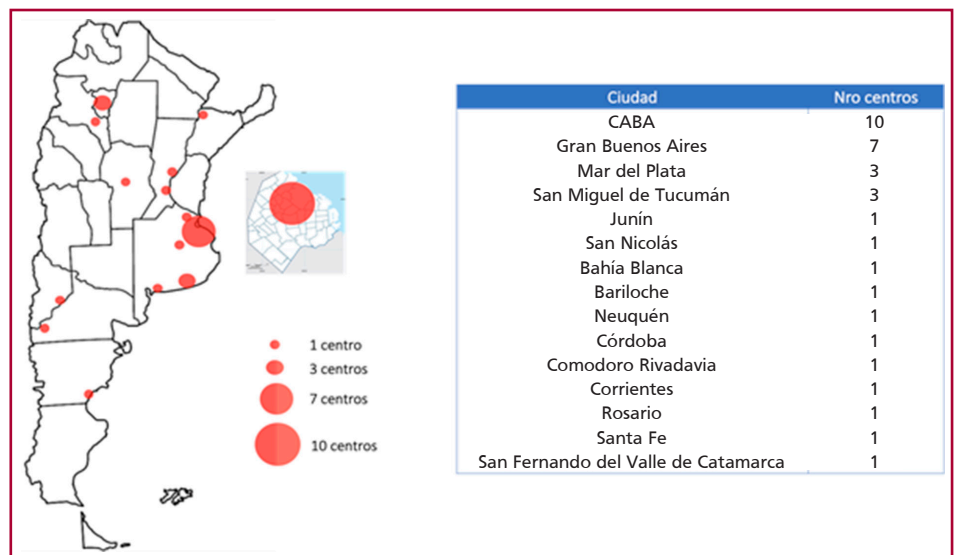 Ciudad Nro centros
CABA 10
Gran Buenos Aires 7
Mar del Plata 3
San Miguel de Tucumán 3
Junín 1
San Nicolás 1
Bahía Blanca 1
Bariloche 1
Neuquén 1
Córdoba 1
Comodoro Rivadavia 1
Corrientes 1
Rosario 1
Santa Fe 1
San Fernando del Valle de Catamarca 1
1 centro
3 centros
7 centros
10 centros